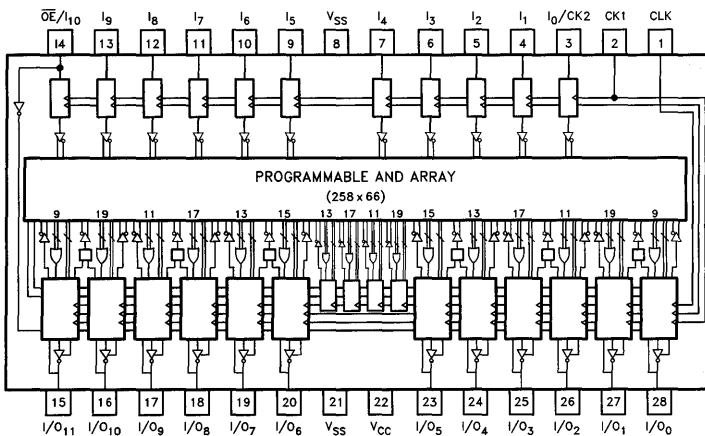 OE/I10 I9 I8 I7 I6 I5 VSS I4 I3 I2 I1 I0/CK2 CK1 CLK
14 13 12 11 10 9 8 7 6 5 4 3 2 1
PROGRAMMABLE AND ARRAY
(258 x 66)
9 19 11 17 13 15 13 17 11 19 15 13 17 11 19 9
15 16 17 18 19 20 21 22 23 24 25 26 27 28
I/O11 I/O10 I/O9 I/O8 I/O7 I/O6 VSS VCC I/O5 I/O4 I/O3 I/O2 I/O1 I/O0